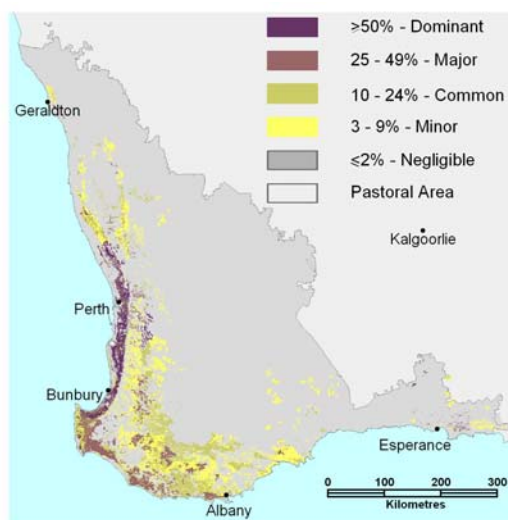 ≥50% - Dominant
25 - 49% - Major
10 - 24% - Common
3 - 9% - Minor
≤2% - Negligible
Pastoral Area
Geraldton
Kalgoorlie
Perth
Bunbury
Esperance
Albany
0 100 200 300
Kilometres